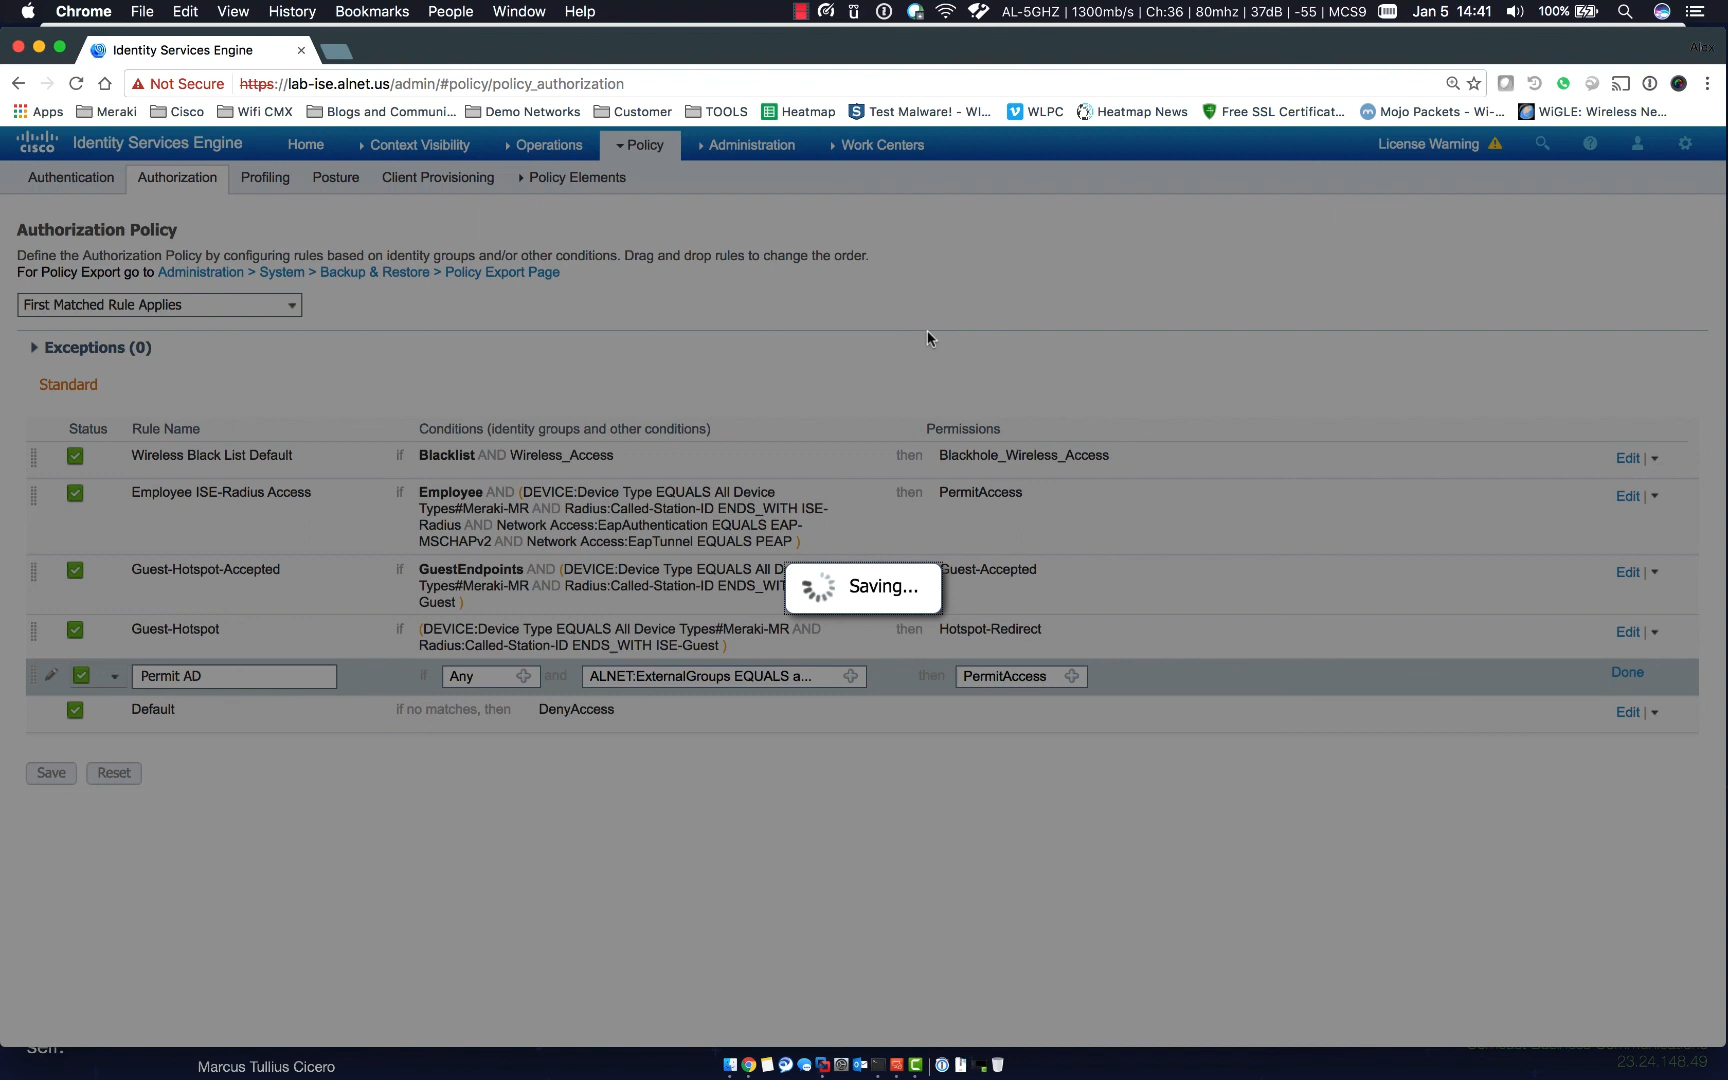 Chrome File Edit View History Bookmarks People Window Help AL-5GHZ | 1300mb/s | Ch:36 | 80mhz | 37dB | -55 | MCS9 Jan 5 14:41 100%
Identity Services Engine × Alex
Not Secure https://lab-ise.alnet.us/admin/#policy/policy_authorization
Apps Meraki Cisco Wifi CMX Blogs and Communi... Demo Networks Customer TOOLS Heatmap Test Malware! - WI... WLPC Heatmap News Free SSL Certificat... Mojo Packets - Wi-... WiGLE: Wireless Ne...
cisco Identity Services Engine Home Context Visibility Operations Policy Administration Work Centers License Warning
Authentication Authorization Profiling Posture Client Provisioning Policy Elements
Authorization Policy
Define the Authorization Policy by configuring rules based on identity groups and/or other conditions. Drag and drop rules to change the order.
For Policy Export go to Administration > System > Backup & Restore > Policy Export Page
First Matched Rule Applies
Exceptions (0)
Standard
Status Rule Name Conditions (identity groups and other conditions) Permissions
Wireless Black List Default if Blacklist AND Wireless_Access then Blackhole_Wireless_Access Edit |
Employee ISE-Radius Access if Employee AND (DEVICE:Device Type EQUALS All Device then PermitAccess Edit |
Types#Meraki-MR AND Radius:Called-Station-ID ENDS_WITH ISE-
Radius AND Network Access:EapAuthentication EQUALS EAP-
MSCHAPv2 AND Network Access:EapTunnel EQUALS PEAP )
Guest-Hotspot-Accepted if GuestEndpoints AND (DEVICE:Device Type EQUALS All D Guest-Accepted Edit |
Types#Meraki-MR AND Radius:Called-Station-ID ENDS_WIT
Guest )
Saving...
Guest-Hotspot if (DEVICE:Device Type EQUALS All Device Types#Meraki-MR AND then Hotspot-Redirect Edit |
Radius:Called-Station-ID ENDS_WITH ISE-Guest )
Permit AD if Any and ALNET:ExternalGroups EQUALS a... then PermitAccess Done
Default if no matches, then DenyAccess Edit |
Save Reset
Marcus Tullius Cicero
23.24.148.49